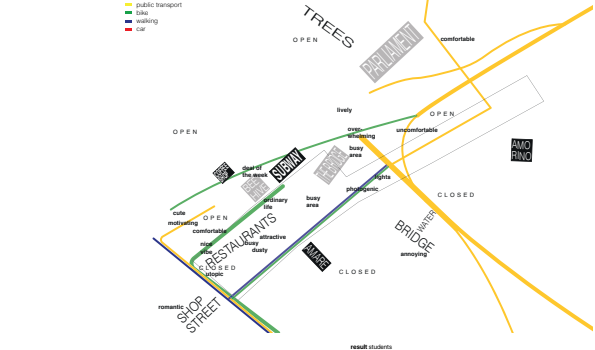 public transport
bike
walking
car
TREES
OPEN
PARLIAMENT
comfortable
lively
OPEN
OPEN
over-
whelming
uncomfortable
AMO
RINO
busy
area
deal of
the week
SUBWAY
lights
photogenic
CLOSED
ordinary
life
busy
area
cute
motivating
OPEN
comfortable
WATER
BRIDGE
RESTAURANTS
attractive
nice
vibe
busy
dusty
AMARE
annoying
CLOSED
utopic
CLOSED
romantic
SHOP
STREET
result students